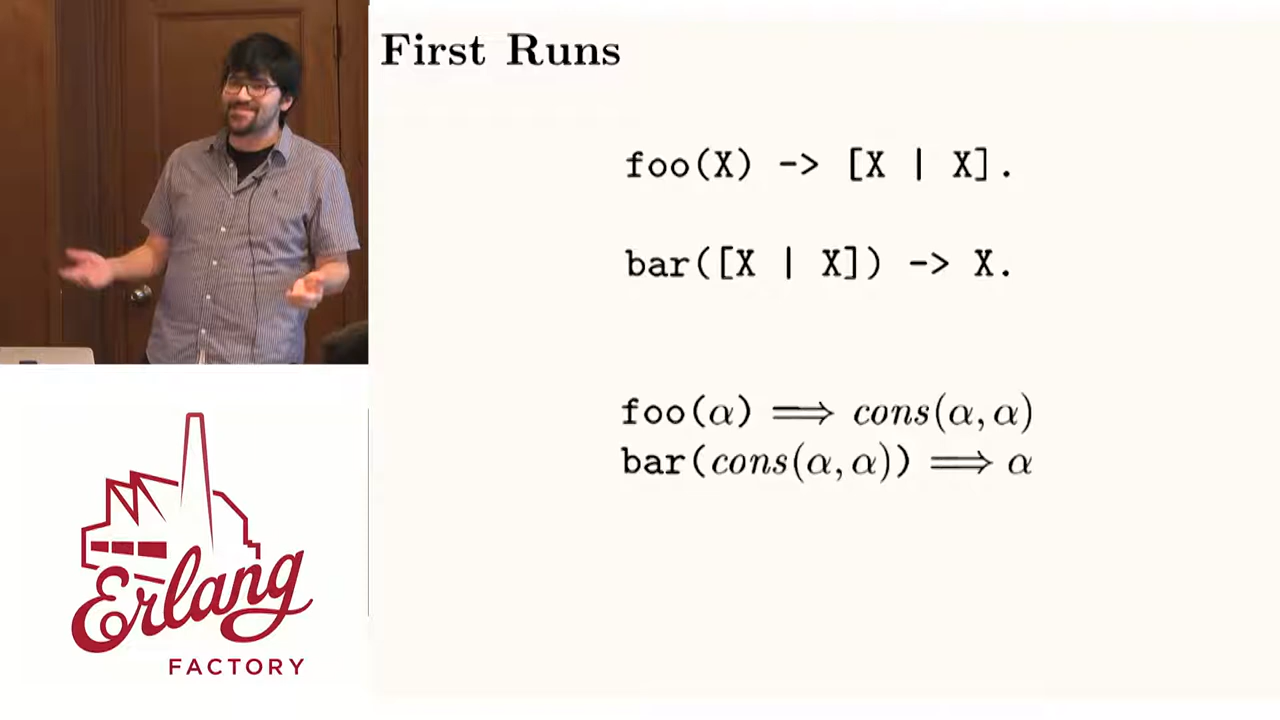 First Runs
foo(X) -> [X | X].
bar([X | X]) -> X.
foo(α) ⟹ cons(α, α)
bar(cons(α, α)) ⟹ α
Erlang
FACTORY